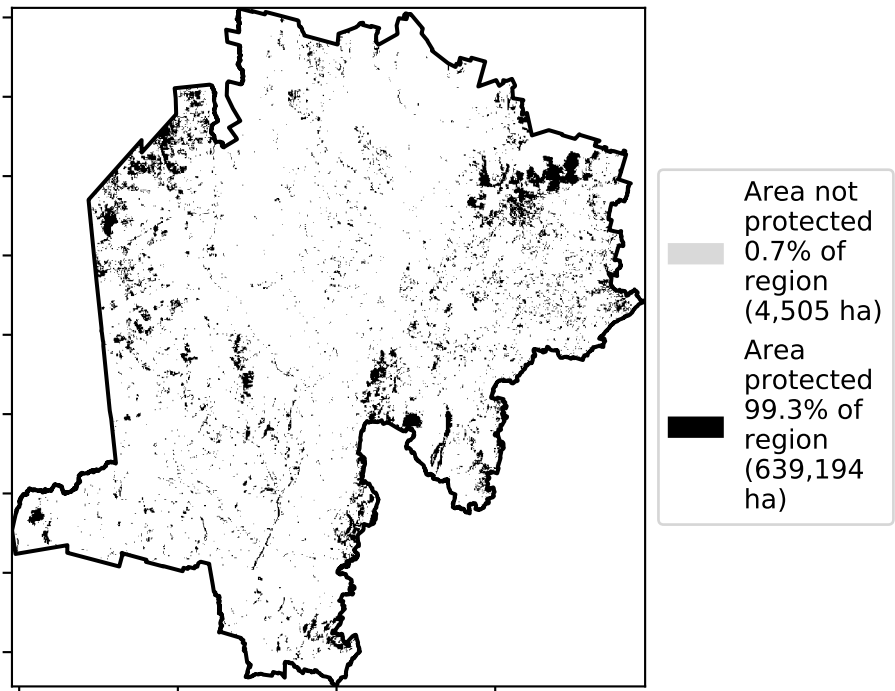 Area not
protected
0.7% of
region
(4,505 ha)
Area
protected
99.3% of
region
(639,194
ha)